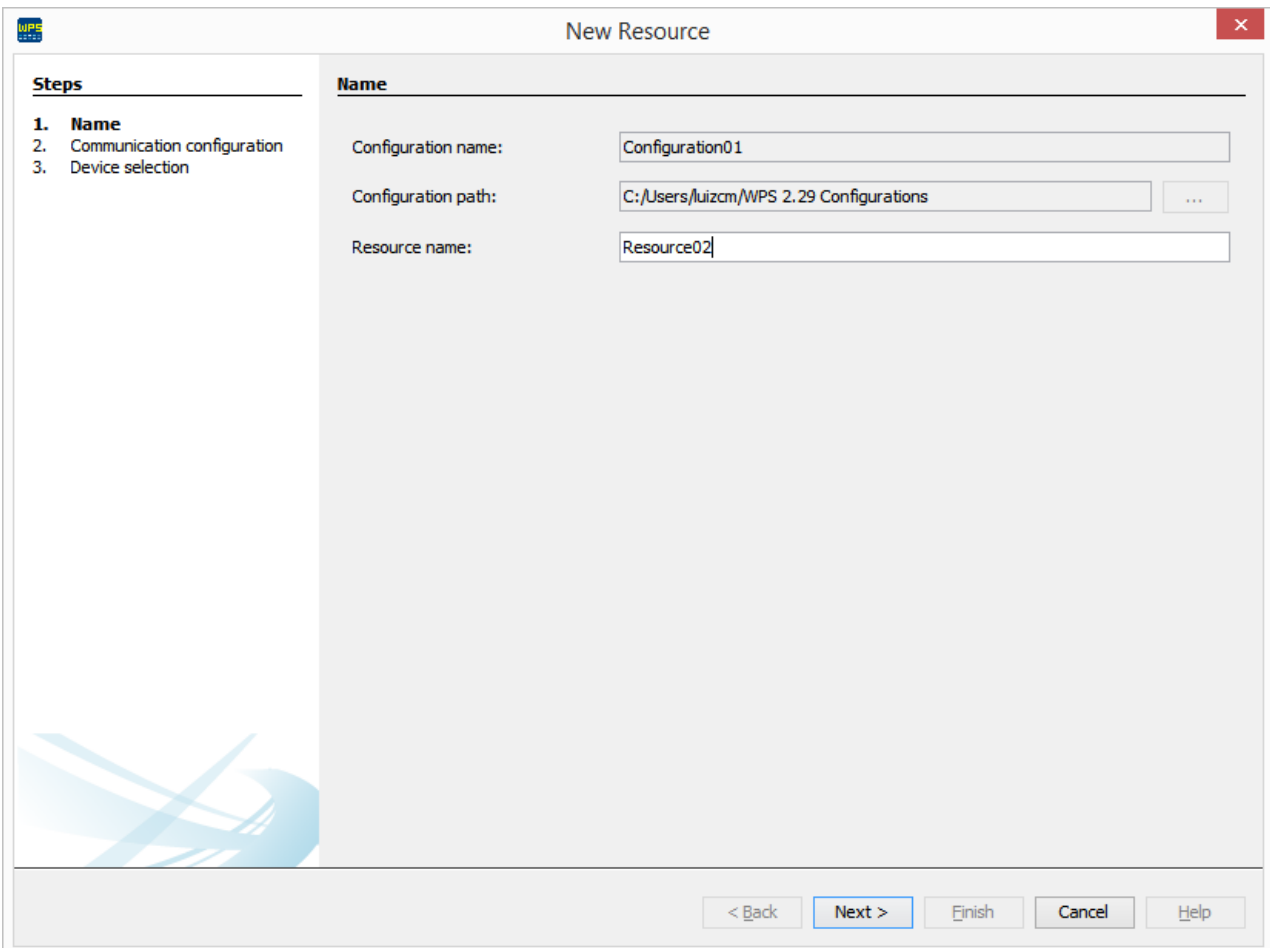 WPS
New Resource
Steps
Name
1. Name
2. Communication configuration
3. Device selection
Configuration name: Configuration01
Configuration path: C:/Users/luizcm/WPS 2.29 Configurations ...
Resource name: Resource02
< Back Next > Finish Cancel Help